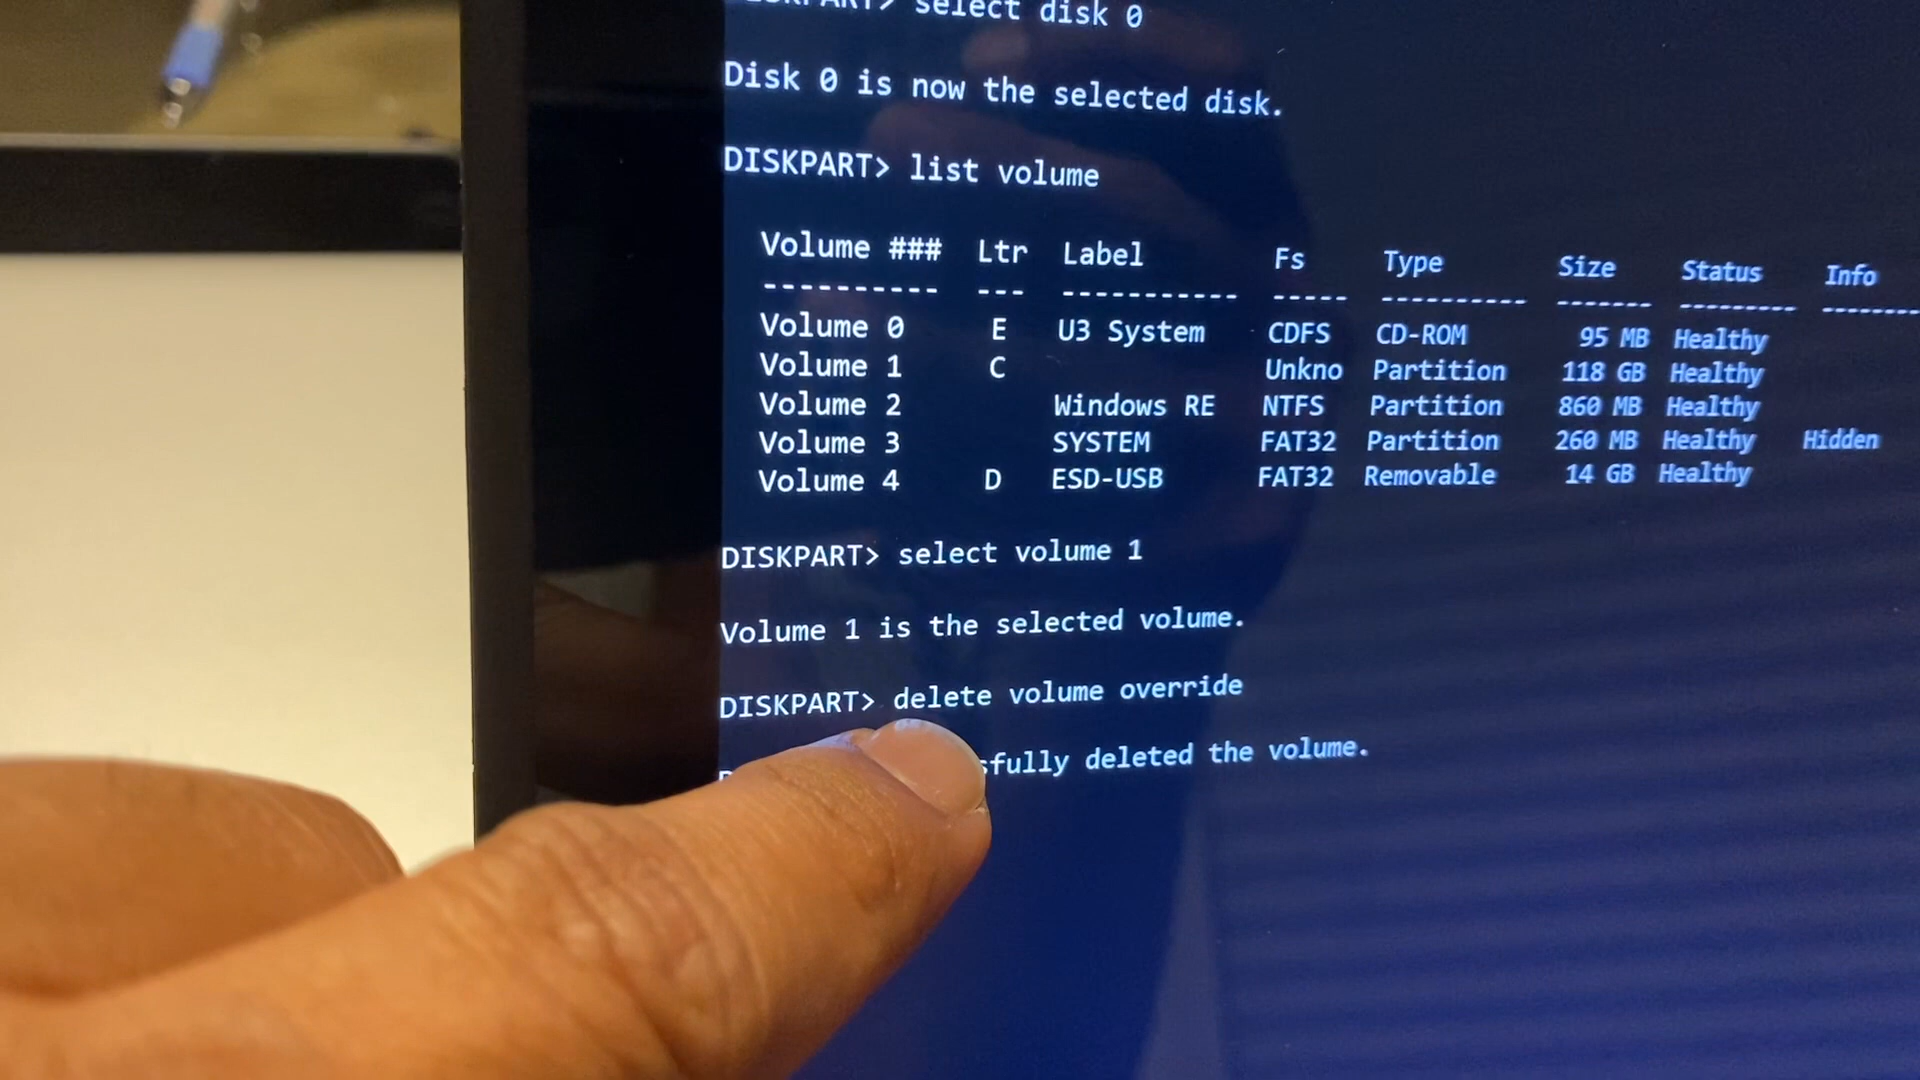 DISKPART> select disk 0
Disk 0 is now the selected disk.
DISKPART> list volume
Volume ### Ltr Label Fs Type Size Status Info
---------- --- ----------- ----- ---------- ------- --------- --------
Volume 0 E U3 System CDFS CD-ROM 95 MB Healthy
Volume 1 C Unkno Partition 118 GB Healthy
Volume 2 Windows RE NTFS Partition 860 MB Healthy
Volume 3 SYSTEM FAT32 Partition 260 MB Healthy Hidden
Volume 4 D ESD-USB FAT32 Removable 14 GB Healthy
DISKPART> select volume 1
Volume 1 is the selected volume.
DISKPART> delete volume override
sfully deleted the volume.